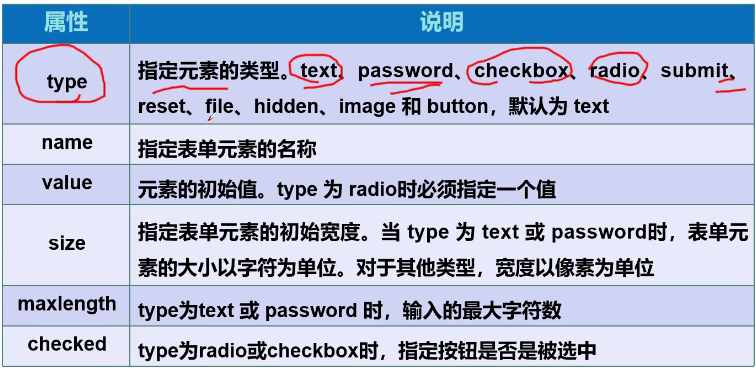 属性 说明
type 指定元素的类型。text、password、checkbox、radio、submit、
reset、file、hidden、image 和 button，默认为 text
name 指定表单元素的名称
value 元素的初始值。type 为 radio时必须指定一个值
size 指定表单元素的初始宽度。当 type 为 text 或 password时，表单元
素的大小以字符为单位。对于其他类型，宽度以像素为单位
maxlength type为text 或 password 时，输入的最大字符数
checked type为radio或checkbox时，指定按钮是否是被选中